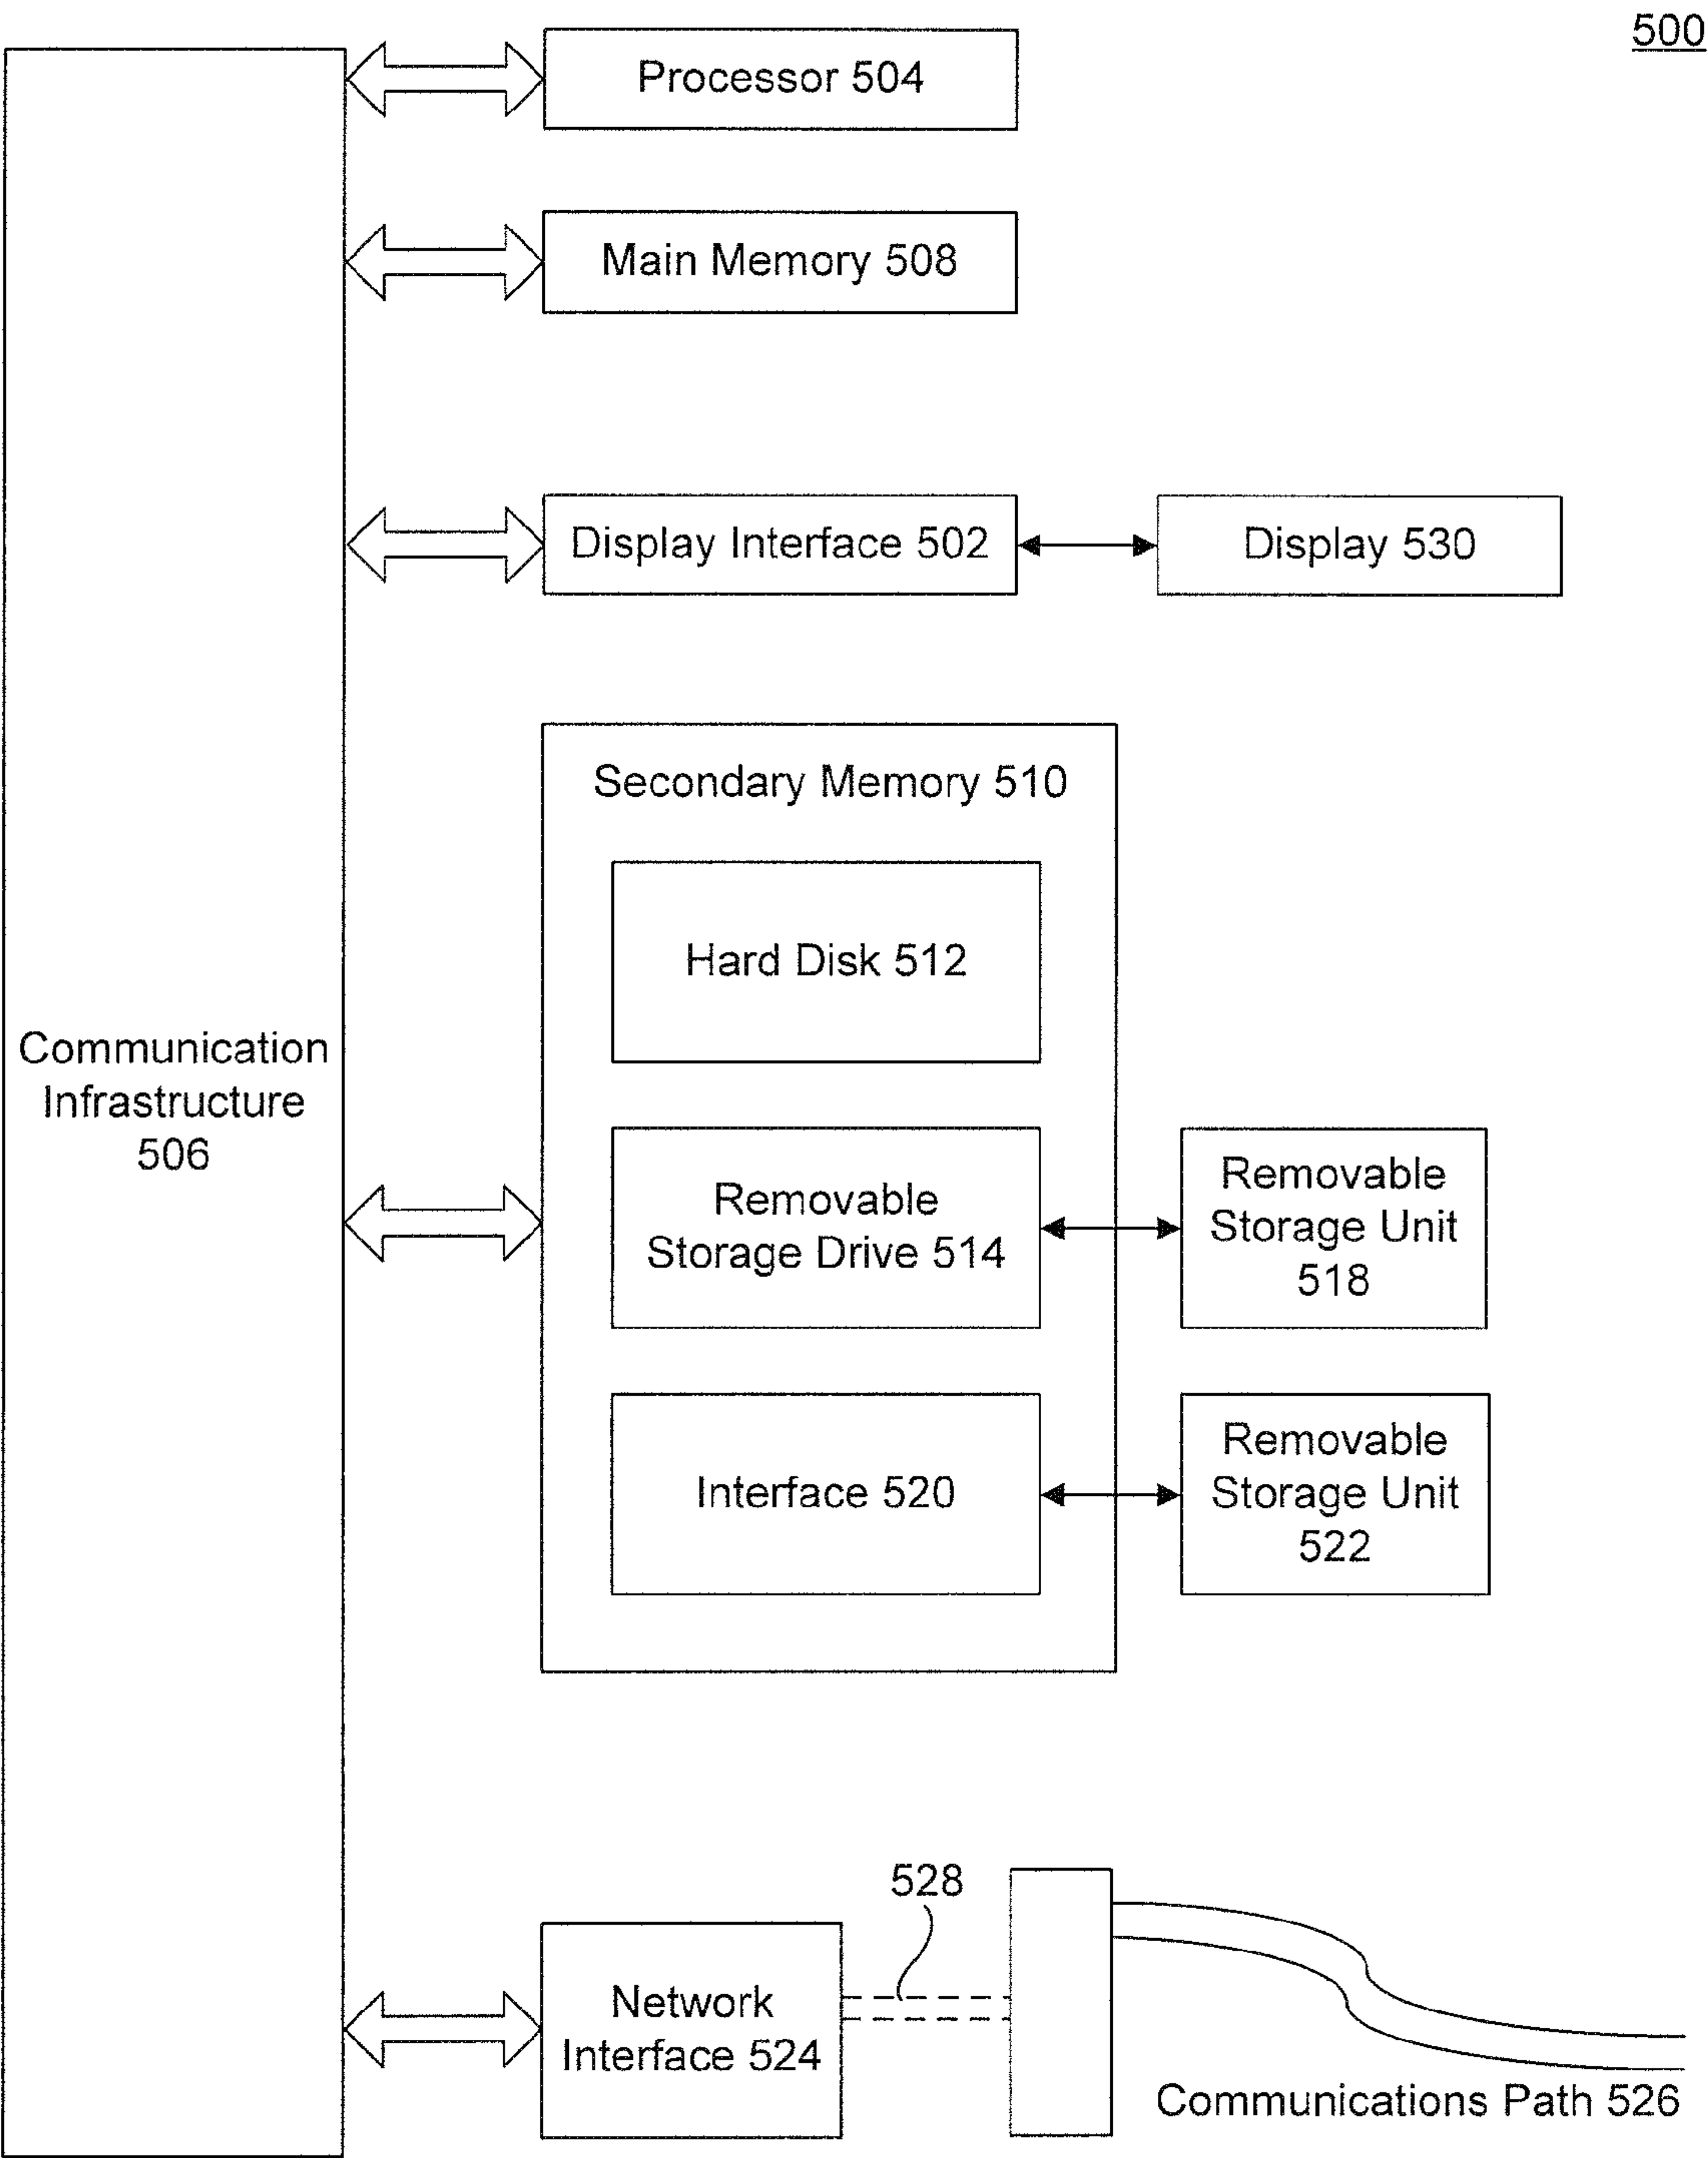 500
Processor 504
Main Memory 508
Display Interface 502
Display 530
Secondary Memory 510
Hard Disk 512
Communication
Infrastructure
506
Removable
Storage Drive 514
Removable
Storage Unit
518
Interface 520
Removable
Storage Unit
522
528
Network
Interface 524
Communications Path 526